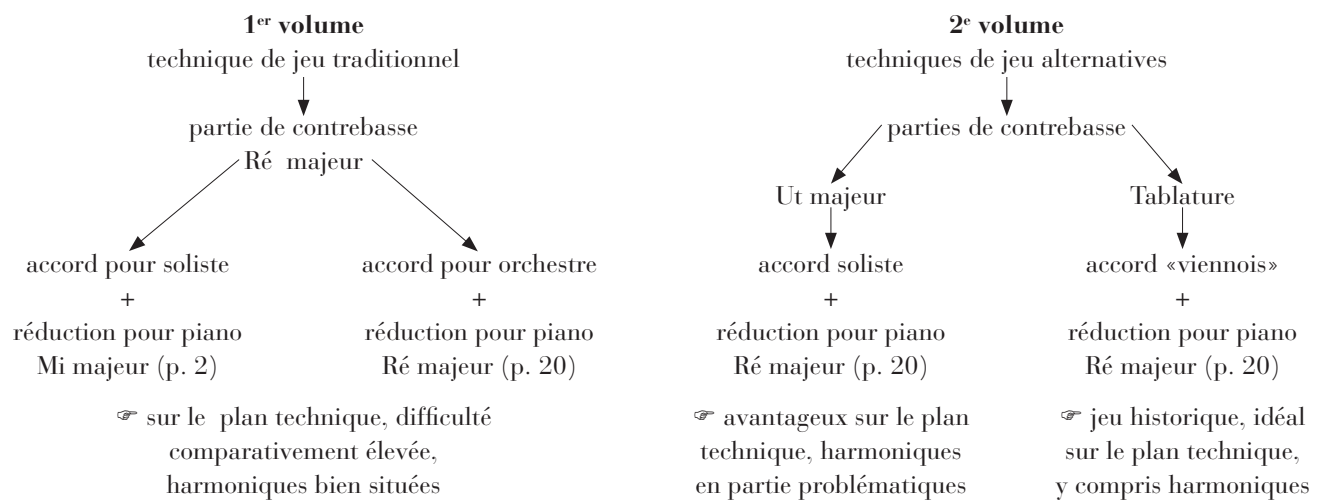 1er volume
technique de jeu traditionnel
partie de contrebasse
Ré majeur
accord pour soliste
+
réduction pour piano
Mi majeur (p. 2)
accord pour orchestre
+
réduction pour piano
Ré majeur (p. 20)
☞ sur le plan technique, difficulté
comparativement élevée,
harmoniques bien situées
2e volume
techniques de jeu alternatives
parties de contrebasse
Ut majeur
accord soliste
+
réduction pour piano
Ré majeur (p. 20)
☞ avantageux sur le plan
technique, harmoniques
en partie problématiques
Tablature
accord «viennois»
+
réduction pour piano
Ré majeur (p. 20)
☞ jeu historique, idéal
sur le plan technique,
y compris harmoniques